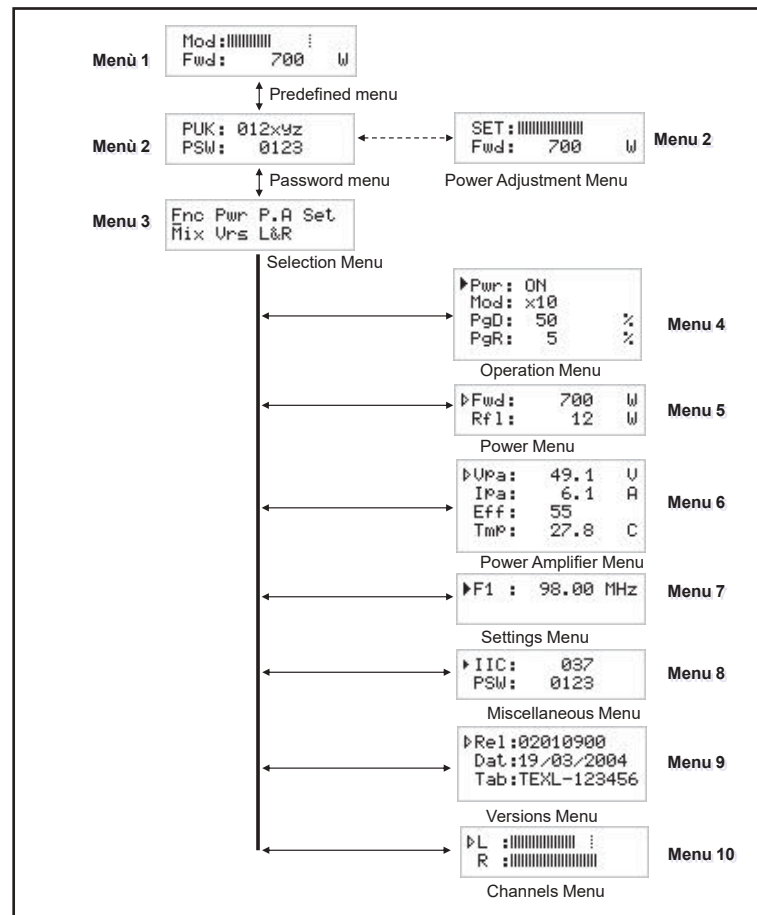 Menù 1
Mod:
Fwd: 700 W
Predefined menu
Menù 2
PUK: 012xyz
PSW: 0123
SET:
Fwd: 700 W
Menu 2
Password menu
Power Adjustment Menu
Menu 3
Fnc Pwr P.A Set
Mix Vrs L&R
Selection Menu
Pwr: ON
Mod: x10
PgD: 50 %
PgR: 5 %
Menu 4
Operation Menu
Fwd: 700 W
Rfl: 12 W
Menu 5
Power Menu
Vpa: 49.1 V
Ipa: 6.1 A
Eff: 55
Tmp: 27.8 C
Menu 6
Power Amplifier Menu
F1 : 98.00 MHz
Menu 7
Settings Menu
IIC: 037
PSW: 0123
Menu 8
Miscellaneous Menu
Rel:02010900
Dat:19/03/2004
Tab:TEXL-123456
Menu 9
Versions Menu
L :
R :
Menu 10
Channels Menu